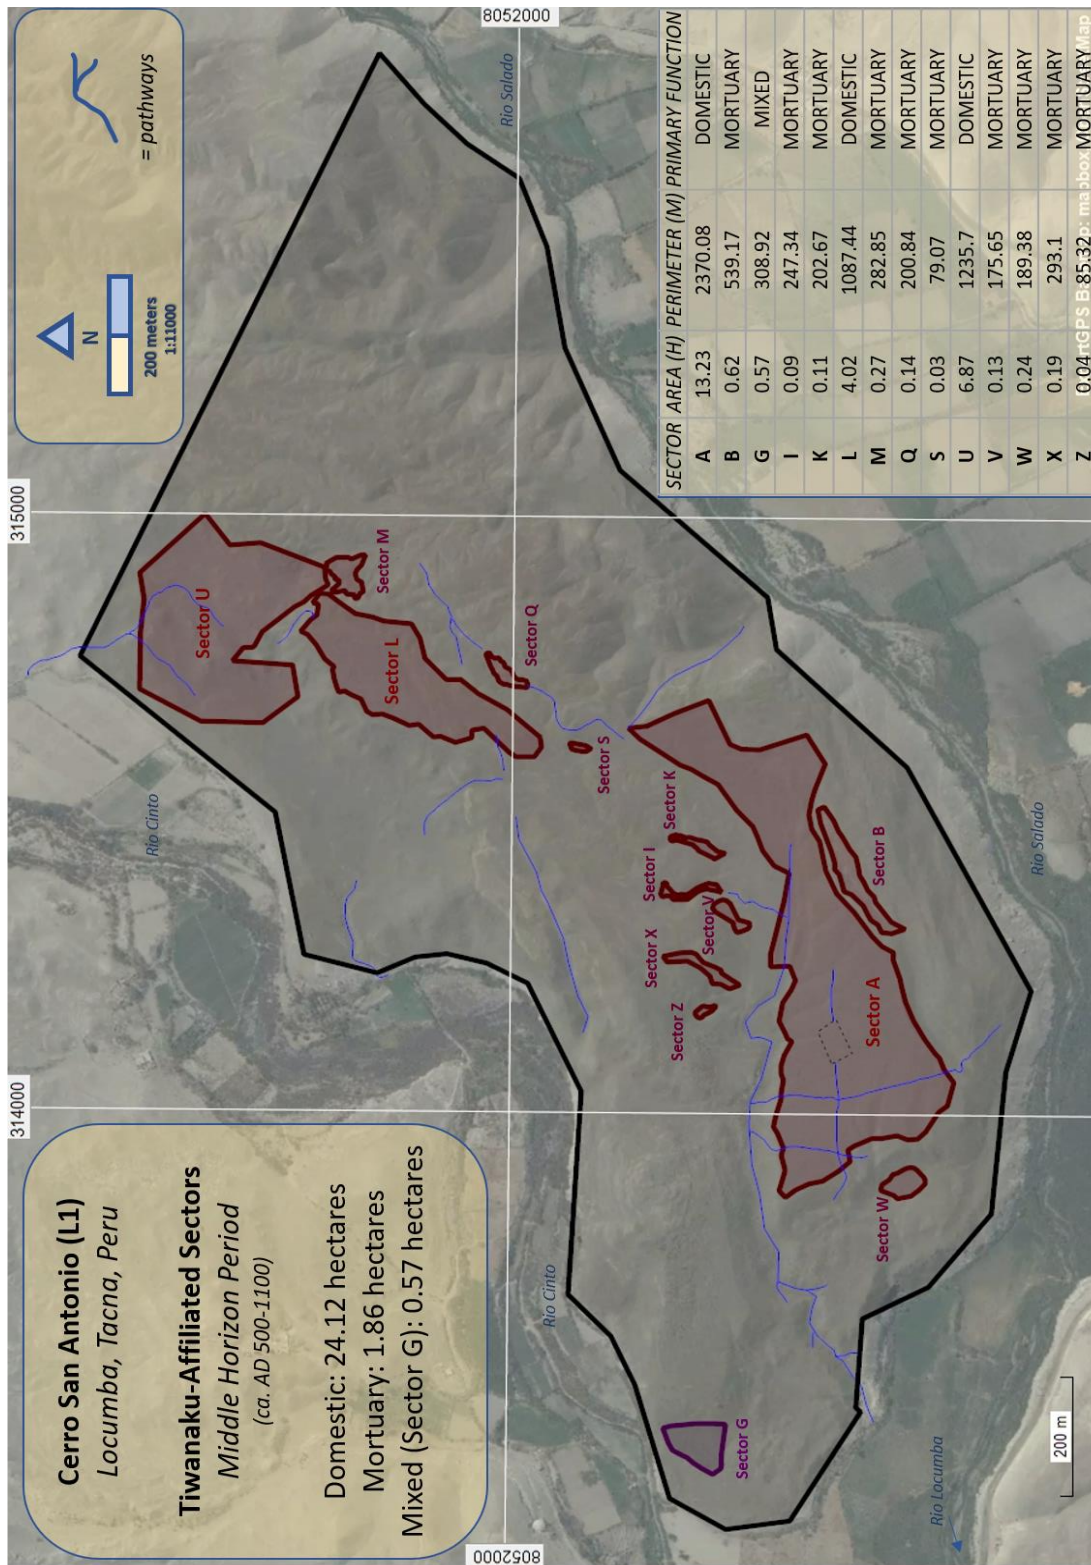 Cerro San Antonio (L1)
Locumba, Tacna, Peru
Tiwanaku-Affiliated Sectors
Middle Horizon Period
(ca. AD 500-1100)
Domestic: 24.12 hectares
Mortuary: 1.86 hectares
Mixed (Sector G): 0.57 hectares
314000
315000
N
200 meters
1:11000
= pathways
8052000
8052000
Rio Cinto
Rio Cinto
Rio Salado
Rio Salado
Rio Locumba
Sector U
Sector M
Sector L
Sector Q
Sector S
Sector K
Sector I
Sector V
Sector X
Sector Z
Sector B
Sector A
Sector W
Sector G
200 m
SECTOR AREA (H) PERIMETER (M) PRIMARY FUNCTION
A 13.23 2370.08 DOMESTIC
B 0.62 539.17 MORTUARY
G 0.57 308.92 MIXED
I 0.09 247.34 MORTUARY
K 0.11 202.67 MORTUARY
L 4.02 1087.44 DOMESTIC
M 0.27 282.85 MORTUARY
Q 0.14 200.84 MORTUARY
S 0.03 79.07 MORTUARY
U 6.87 1235.7 DOMESTIC
V 0.13 175.65 MORTUARY
W 0.24 189.38 MORTUARY
X 0.19 293.1 MORTUARY
Z 0.04 85.32 MORTUARY